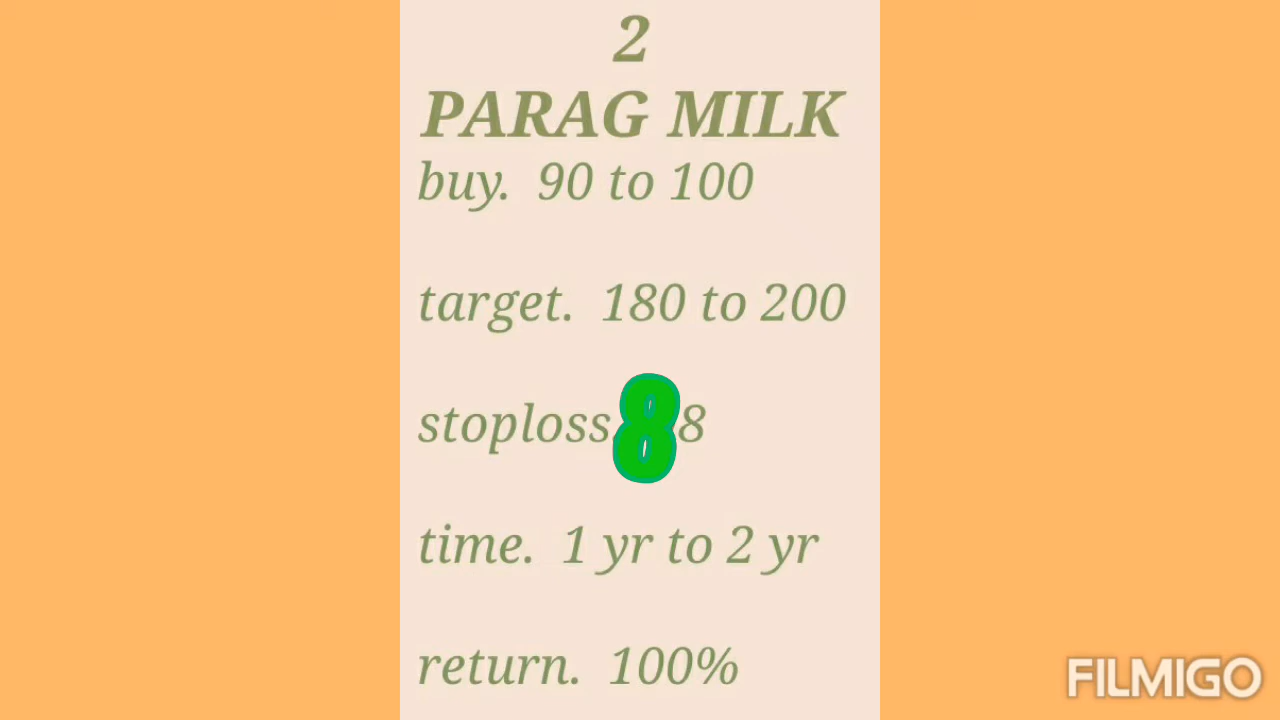 2
PARAG MILK
buy. 90 to 100
target. 180 to 200
stoploss 8 8
time. 1 yr to 2 yr
return. 100%
FILMIGO